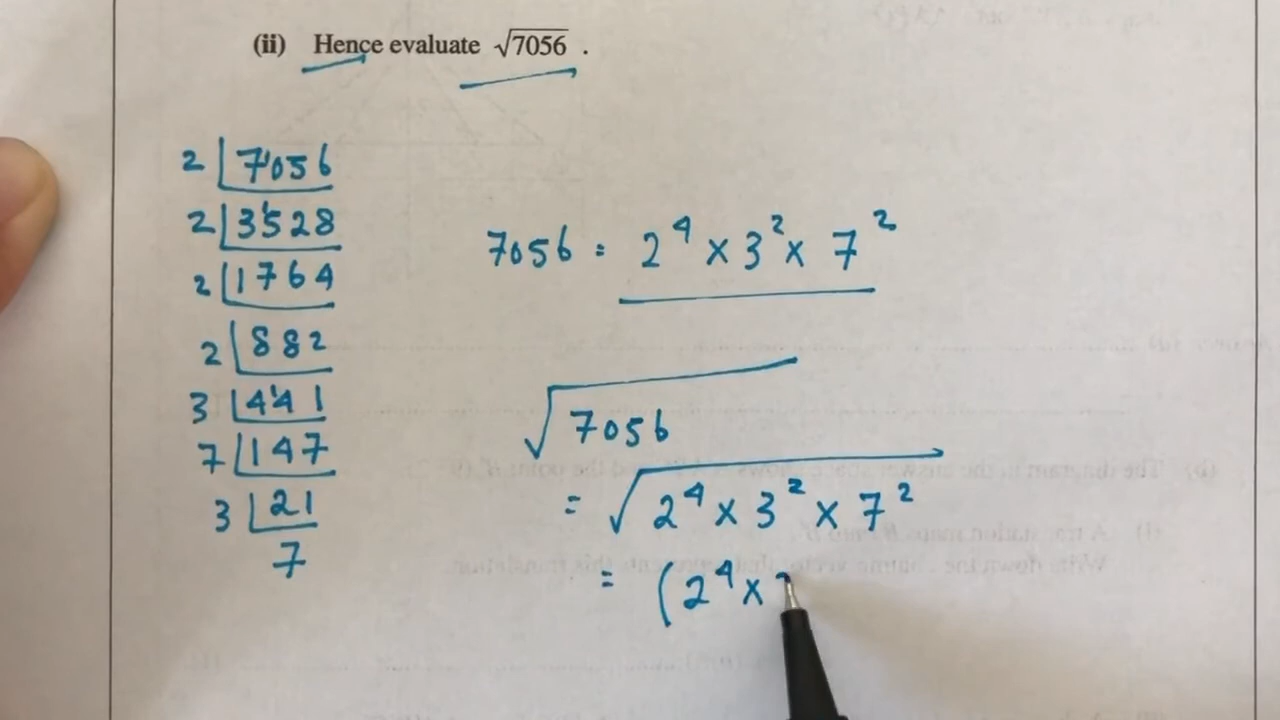 (ii) Hence evaluate √7056 .
2 | 7056
2 | 3528
2 | 1764
2 | 882
3 | 441
7 | 147
3 | 21
7
7056 = 2⁴ × 3² × 7²
√7056
= √2⁴ × 3² × 7²
= (2⁴ ×